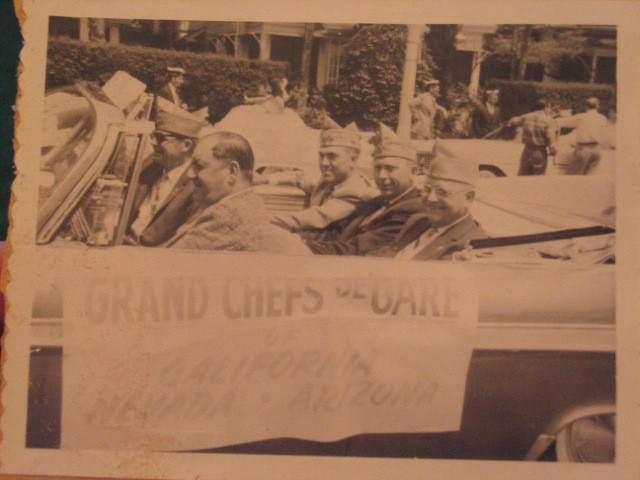 GRAND CHEFS DE GARE
OF
CALIFORNIA
NEVADA • ARIZONA